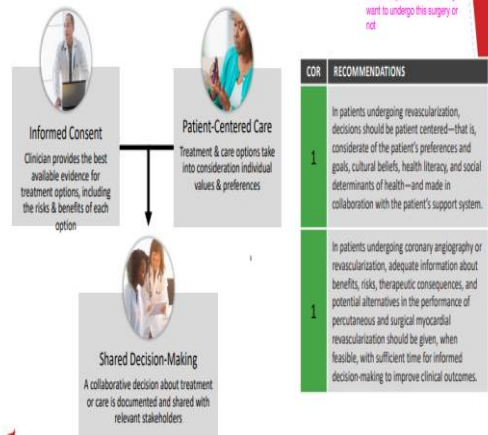 want to undergo this surgery or
not
Informed Consent
Clinician provides the best
available evidence for
treatment options, including
the risks & benefits of each
option
Patient-Centered Care
Treatment & care options take
into consideration individual
values & preferences
Shared Decision-Making
A collaborative decision about treatment
or care is documented and shared with
relevant stakeholders
COR RECOMMENDATIONS
1
In patients undergoing revascularization,
decisions should be patient centered—that is,
considerate of the patient's preferences and
goals, cultural beliefs, health literacy, and social
determinants of health—and made in
collaboration with the patient's support system.
1
In patients undergoing coronary angiography or
revascularization, adequate information about
benefits, risks, therapeutic consequences, and
potential alternatives in the performance of
percutaneous and surgical myocardial
revascularization should be given, when
feasible, with sufficient time for informed
decision-making to improve clinical outcomes.